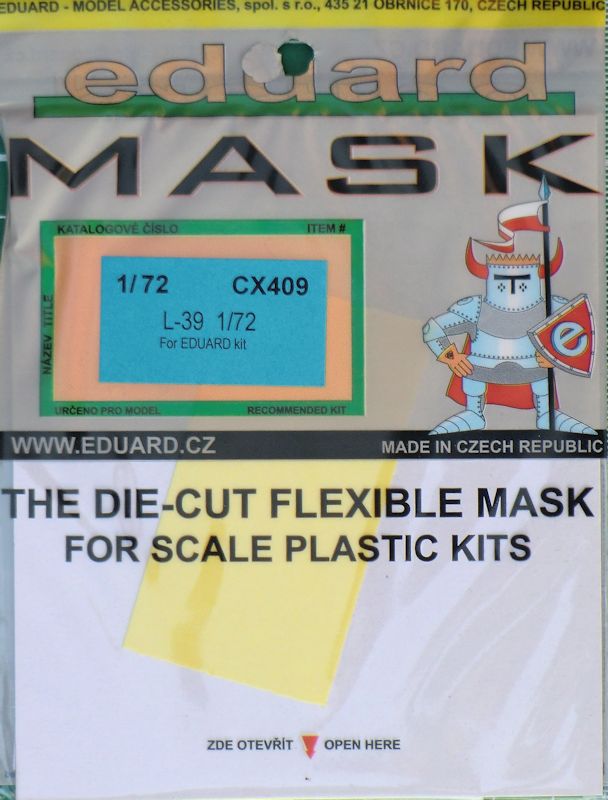 EDUARD - MODEL ACCESSORIES, spol. s r.o., 435 21 OBRNICE 170, CZECH REPUBLIC
eduard
MASK
KATALOGOVÉ ČÍSLO ITEM #
1/72 CX409
L-39 1/72
For EDUARD kit
NÁZEV TITLE
URČENO PRO MODEL RECOMMENDED KIT
e
WWW.EDUARD.CZ MADE IN CZECH REPUBLIC
THE DIE-CUT FLEXIBLE MASK
FOR SCALE PLASTIC KITS
ZDE OTEVŘÍT OPEN HERE